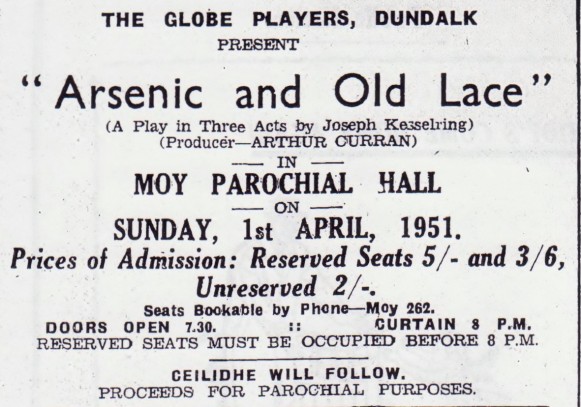 THE GLOBE PLAYERS, DUNDALK
PRESENT
"Arsenic and Old Lace"
(A Play in Three Acts by Joseph Kesselring)
(Producer—ARTHUR CURRAN)
— IN —
MOY PAROCHIAL HALL
— ON —
SUNDAY, 1st APRIL, 1951.
Prices of Admission: Reserved Seats 5/- and 3/6,
Unreserved 2/-.
Seats Bookable by Phone—Moy 262.
DOORS OPEN 7.30. :: CURTAIN 8 P.M.
RESERVED SEATS MUST BE OCCUPIED BEFORE 8 P.M.
CEILIDHE WILL FOLLOW.
PROCEEDS FOR PAROCHIAL PURPOSES.